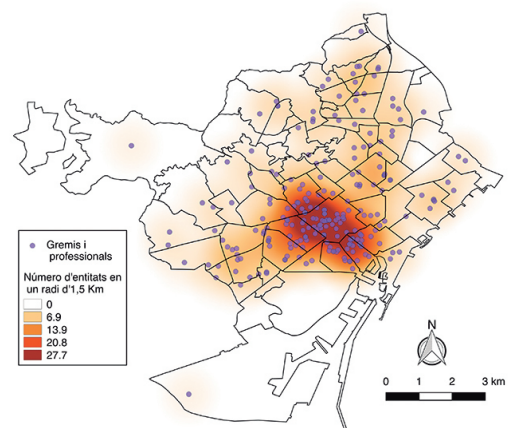 Gremis i
professionals
Número d'entitats en
un radi d'1,5 Km
0
6.9
13.9
20.8
27.7
N
0 1 2 3 km